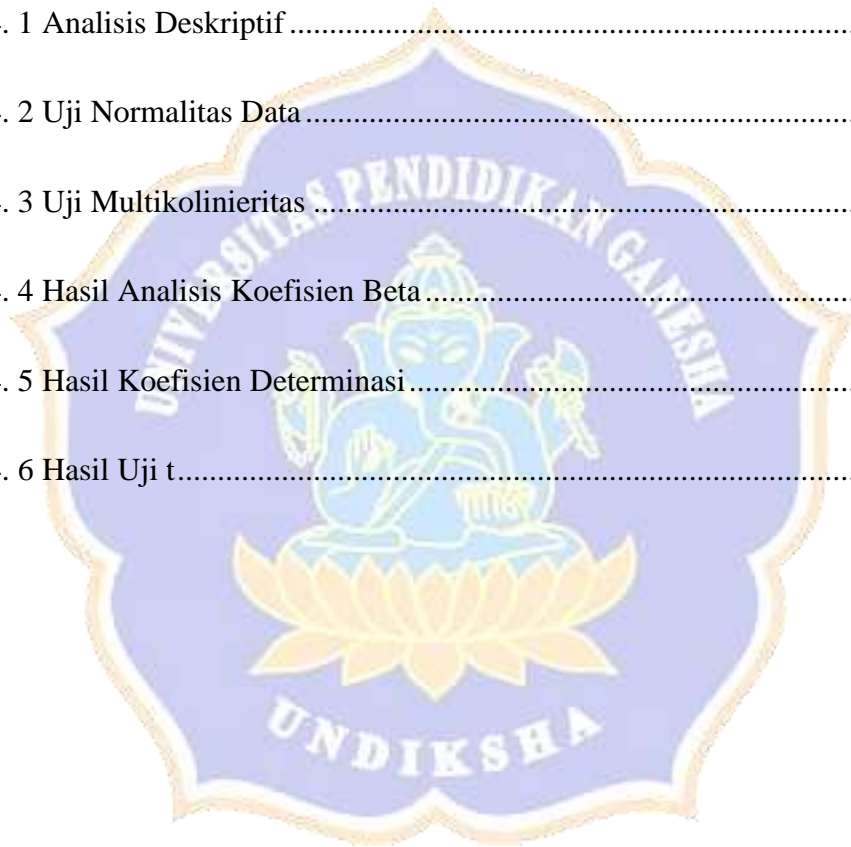 . 1 Analisis Deskriptif ........................................................................
. 2 Uji Normalitas Data ......................................................................
. 3 Uji Multikolinieritas .....................................................................
. 4 Hasil Analisis Koefisien Beta .......................................................
. 5 Hasil Koefisien Determinasi .........................................................
. 6 Hasil Uji t .......................................................................................
UNIVERSITAS PENDIDIKAN GANESHA
UNDIKSHA